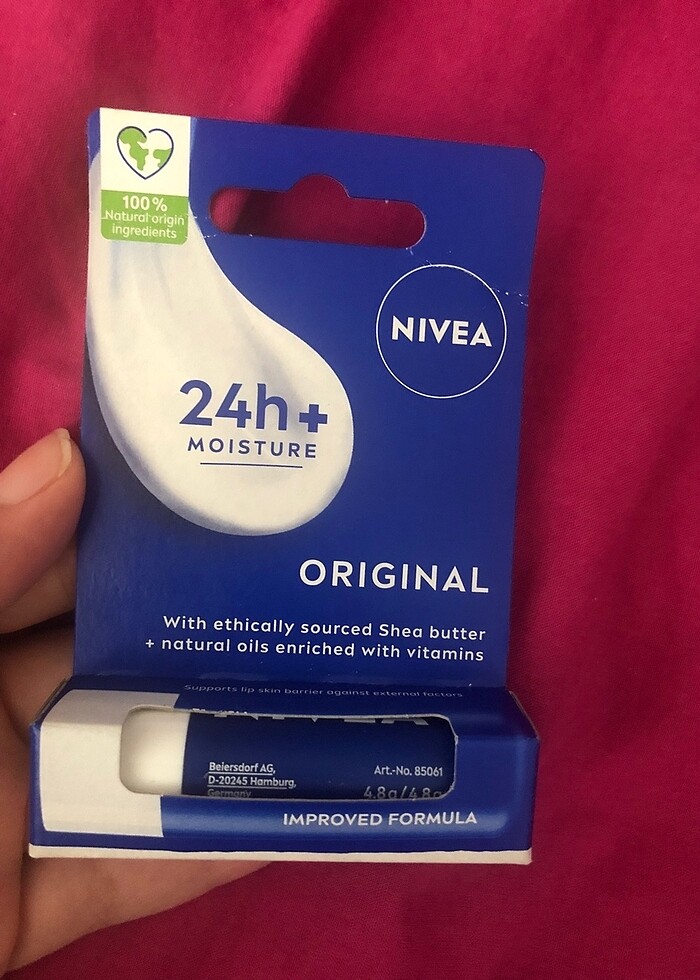 100%
Natural origin
ingredients
NIVEA
24h+
MOISTURE
ORIGINAL
With ethically sourced Shea butter
+ natural oils enriched with vitamins
Supports lip skin barrier against external factors
NIVEA
Beiersdorf AG,
D-20245 Hamburg,
Germany
Art.-No. 85061
4.8g/4.8g
IMPROVED FORMULA